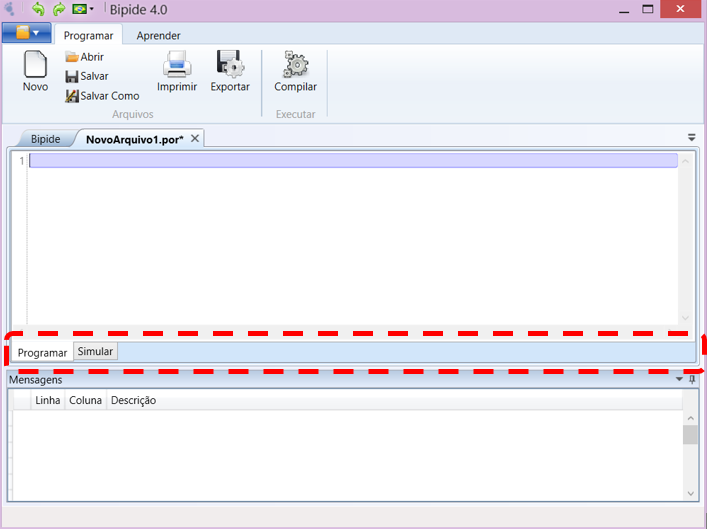 Bipide 4.0
Programar Aprender
Novo
Abrir
Salvar
Salvar Como
Imprimir
Exportar
Compilar
Arquivos
Executar
Bipide NovoArquivo1.por*
1
Programar Simular
Mensagens
Linha Coluna Descrição